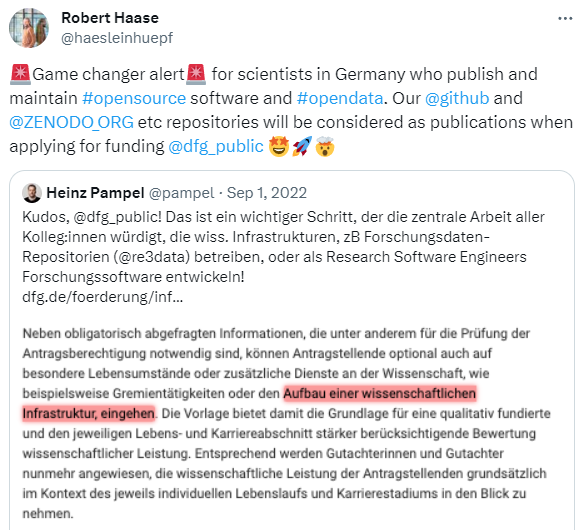 Robert Haase
@haesleinhuepf
🚨Game changer alert🚨 for scientists in Germany who publish and
maintain #opensource software and #opendata. Our @github and
@ZENODO_ORG etc repositories will be considered as publications when
applying for funding @dfg_public 🤩🚀🤯
Heinz Pampel @pampel · Sep 1, 2022
Kudos, @dfg_public! Das ist ein wichtiger Schritt, der die zentrale Arbeit aller
Kolleg:innen würdigt, die wiss. Infrastrukturen, zB Forschungsdaten-
Repositorien (@re3data) betreiben, oder als Research Software Engineers
Forschungssoftware entwickeln!
dfg.de/foerderung/inf…
Neben obligatorisch abgefragten Informationen, die unter anderem für die Prüfung der
Antragsberechtigung notwendig sind, können Antragstellende optional auch auf
besondere Lebensumstände oder zusätzliche Dienste an der Wissenschaft, wie
beispielsweise Gremientätigkeiten oder den Aufbau einer wissenschaftlichen
Infrastruktur, eingehen. Die Vorlage bietet damit die Grundlage für eine qualitativ fundierte
und den jeweiligen Lebens- und Karriereabschnitt stärker berücksichtigende Bewertung
wissenschaftlicher Leistung. Entsprechend werden Gutachterinnen und Gutachter
nunmehr angewiesen, die wissenschaftliche Leistung der Antragstellenden grundsätzlich
im Kontext des jeweils individuellen Lebenslaufs und Karrierestadiums in den Blick zu
nehmen.